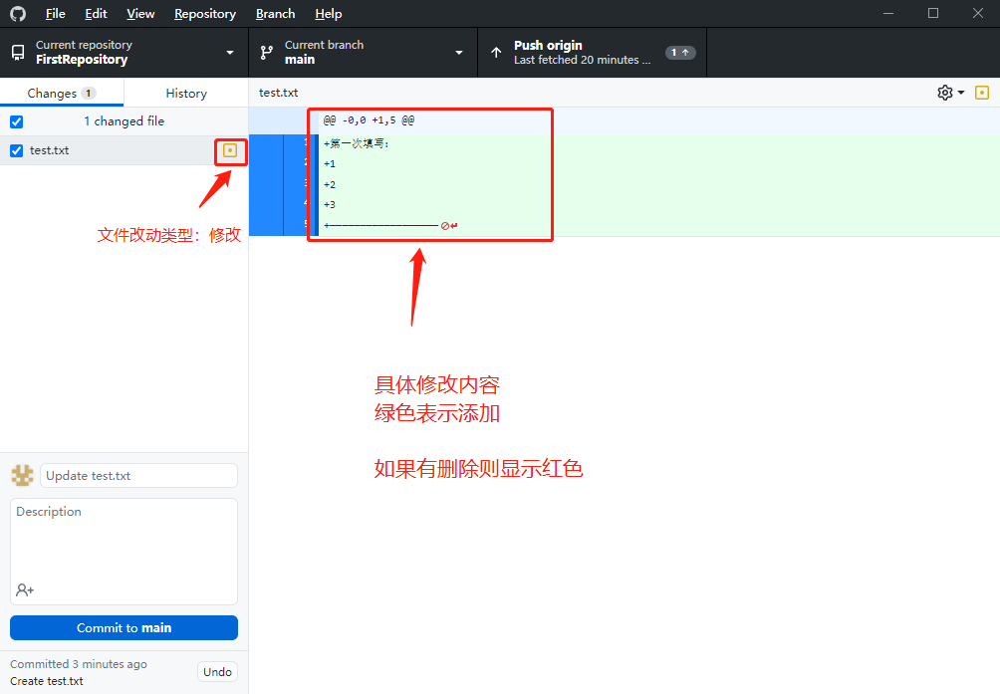 File Edit View Repository Branch Help
Current repository
FirstRepository
Current branch
main
Push origin
Last fetched 20 minutes ...
1
Changes 1
History
test.txt
1 changed file
test.txt
@@ -0,0 +1,5 @@
1 +第一次填写:
2 +1
3 +2
4 +3
5 +——————————————————
文件改动类型：修改
具体修改内容
绿色表示添加
如果有删除则显示红色
Update test.txt
Description
Commit to main
Committed 3 minutes ago
Create test.txt
Undo